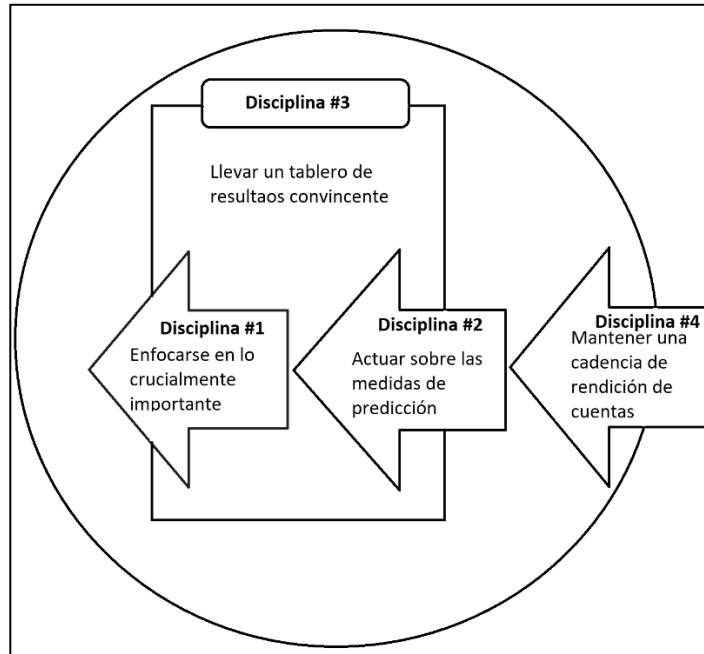 Disciplina #3
Llevar un tablero de
resultaos convincente
Disciplina #1
Enfocarse en lo
crucialmente
importante
Disciplina #2
Actuar sobre las
medidas de
predicción
Disciplina #4
Mantener una
cadencia de
rendición de
cuentas